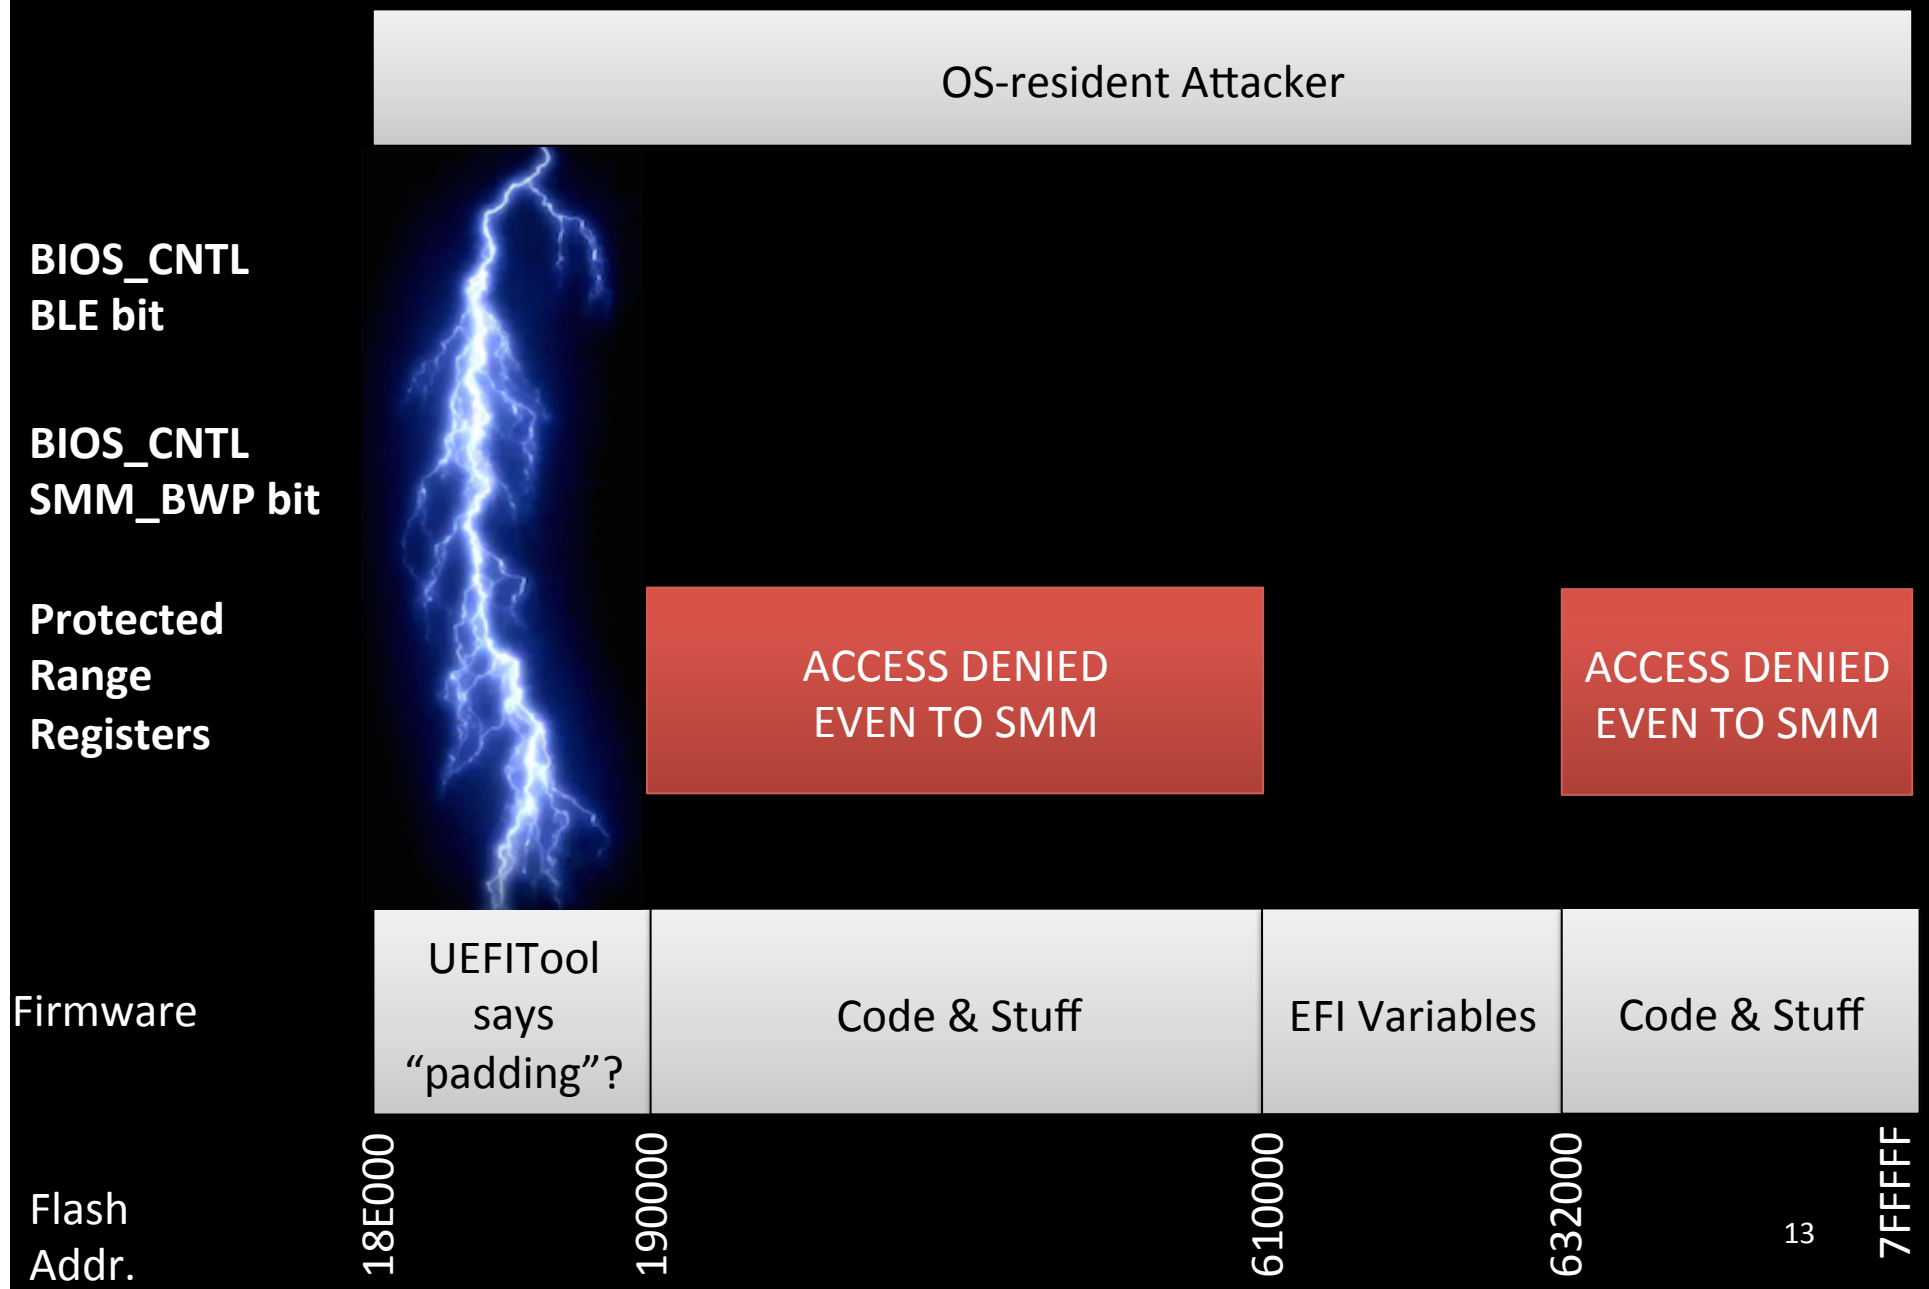 OS-resident Attacker
BIOS_CNTL
BLE bit
BIOS_CNTL
SMM_BWP bit
Protected
Range
Registers
ACCESS DENIED
EVEN TO SMM
ACCESS DENIED
EVEN TO SMM
Firmware
UEFITool
says
“padding”?
Code & Stuff
EFI Variables
Code & Stuff
Flash
Addr.
18E000
190000
610000
632000
7FFFFF
13